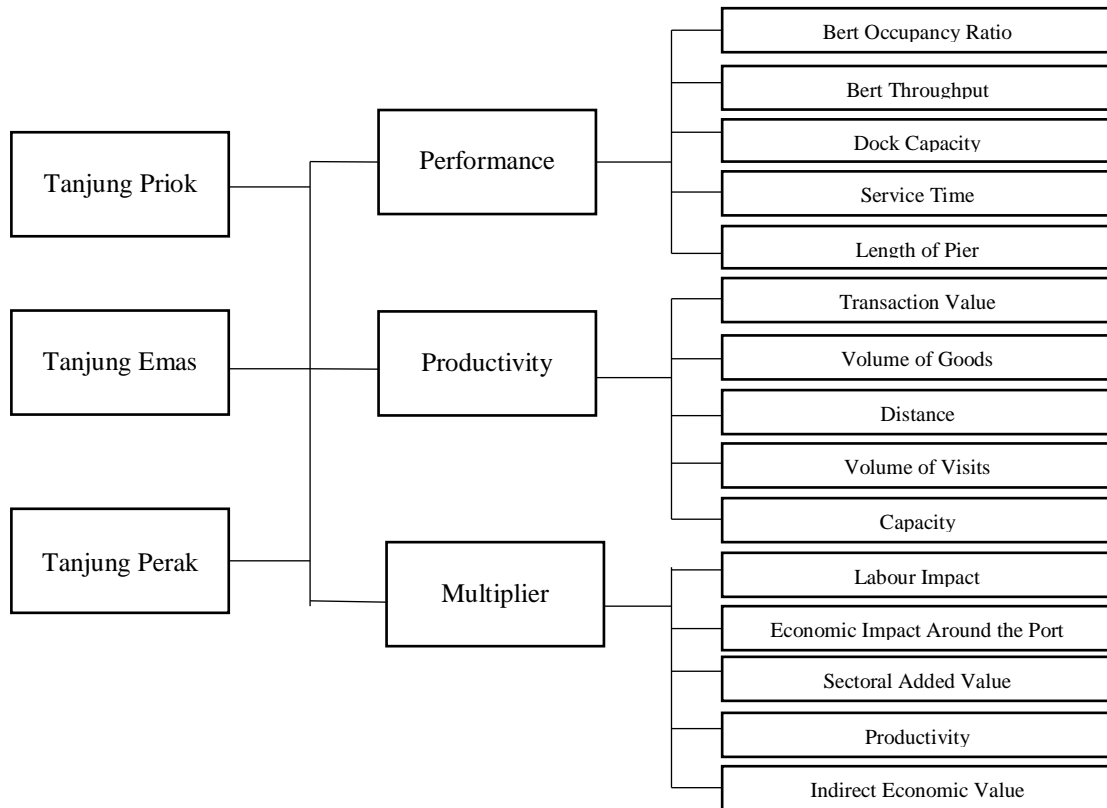 Tanjung Priok
Tanjung Emas
Tanjung Perak
Performance
Productivity
Multiplier
Bert Occupancy Ratio
Bert Throughput
Dock Capacity
Service Time
Length of Pier
Transaction Value
Volume of Goods
Distance
Volume of Visits
Capacity
Labour Impact
Economic Impact Around the Port
Sectoral Added Value
Productivity
Indirect Economic Value